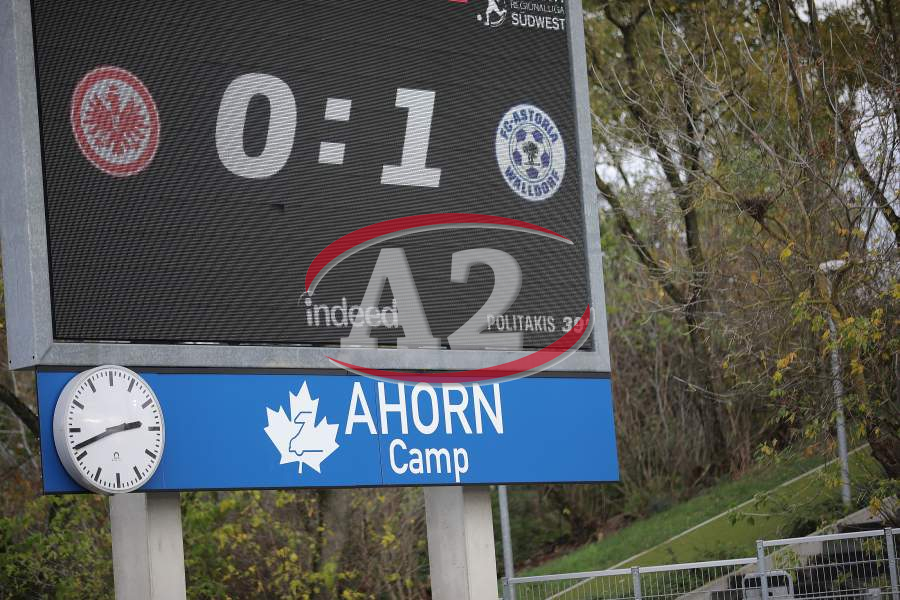 REGIONALLIGA
SÜDWEST
0:1
FC-ASTORIA
WALLDORF
A2
indeed
POLITAKIS 39'
AHORN
Camp